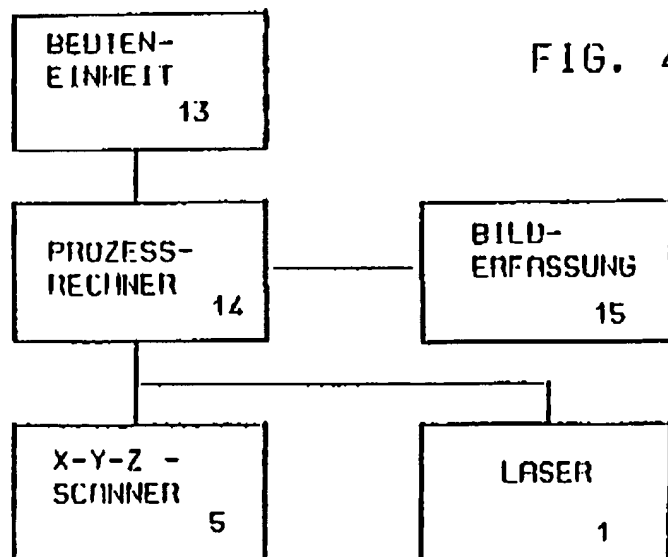 FIG. 4
BEDIEN-
EINHEIT
13
PROZESS-
RECHNER
14
BILD-
ERFASSUNG
15
X-Y-Z -
SCANNER
5
LASER
1